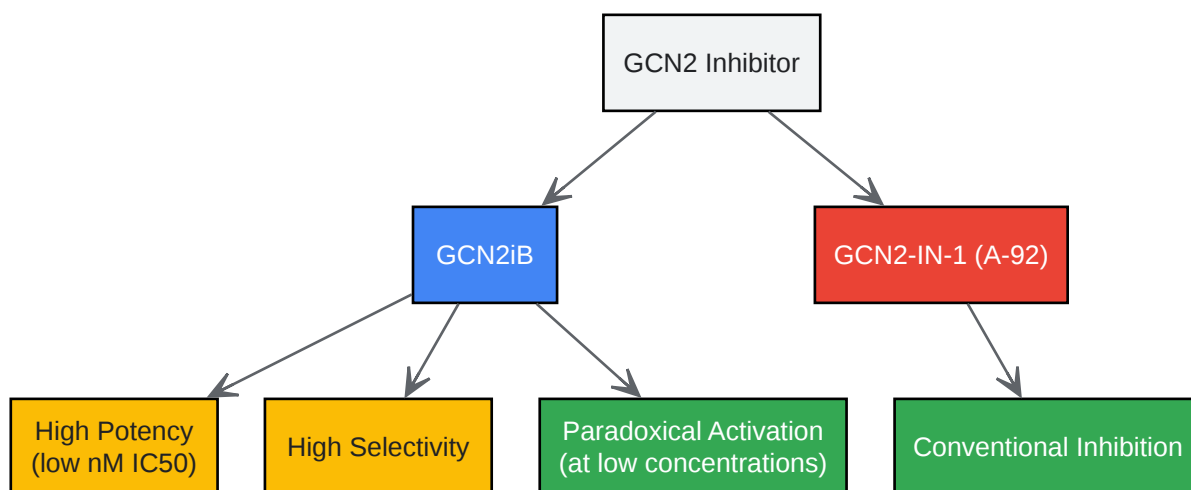 GCN2 Inhibitor
GCN2iB
GCN2-IN-1 (A-92)
High Potency
(low nM IC50)
High Selectivity
Paradoxical Activation
(at low concentrations)
Conventional Inhibition